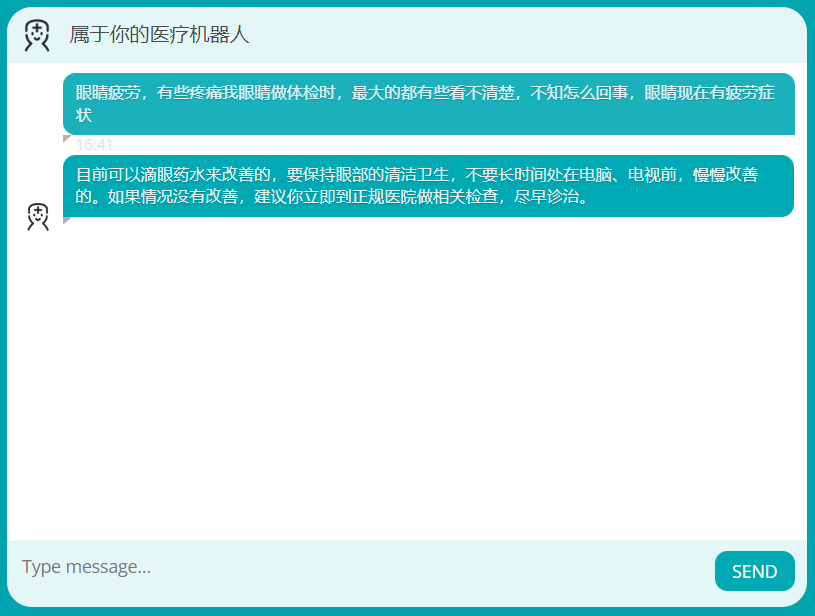 属于你的医疗机器人
眼睛疲劳，有些疼痛我眼睛做体检时，最大的都有些看不清楚，不知怎么回事，眼睛现在有疲劳症
状
16:41
目前可以滴眼药水来改善的，要保持眼部的清洁卫生，不要长时间处在电脑、电视前，慢慢改善
的。如果情况没有改善，建议你立即到正规医院做相关检查，尽早诊治。
Type message...
SEND